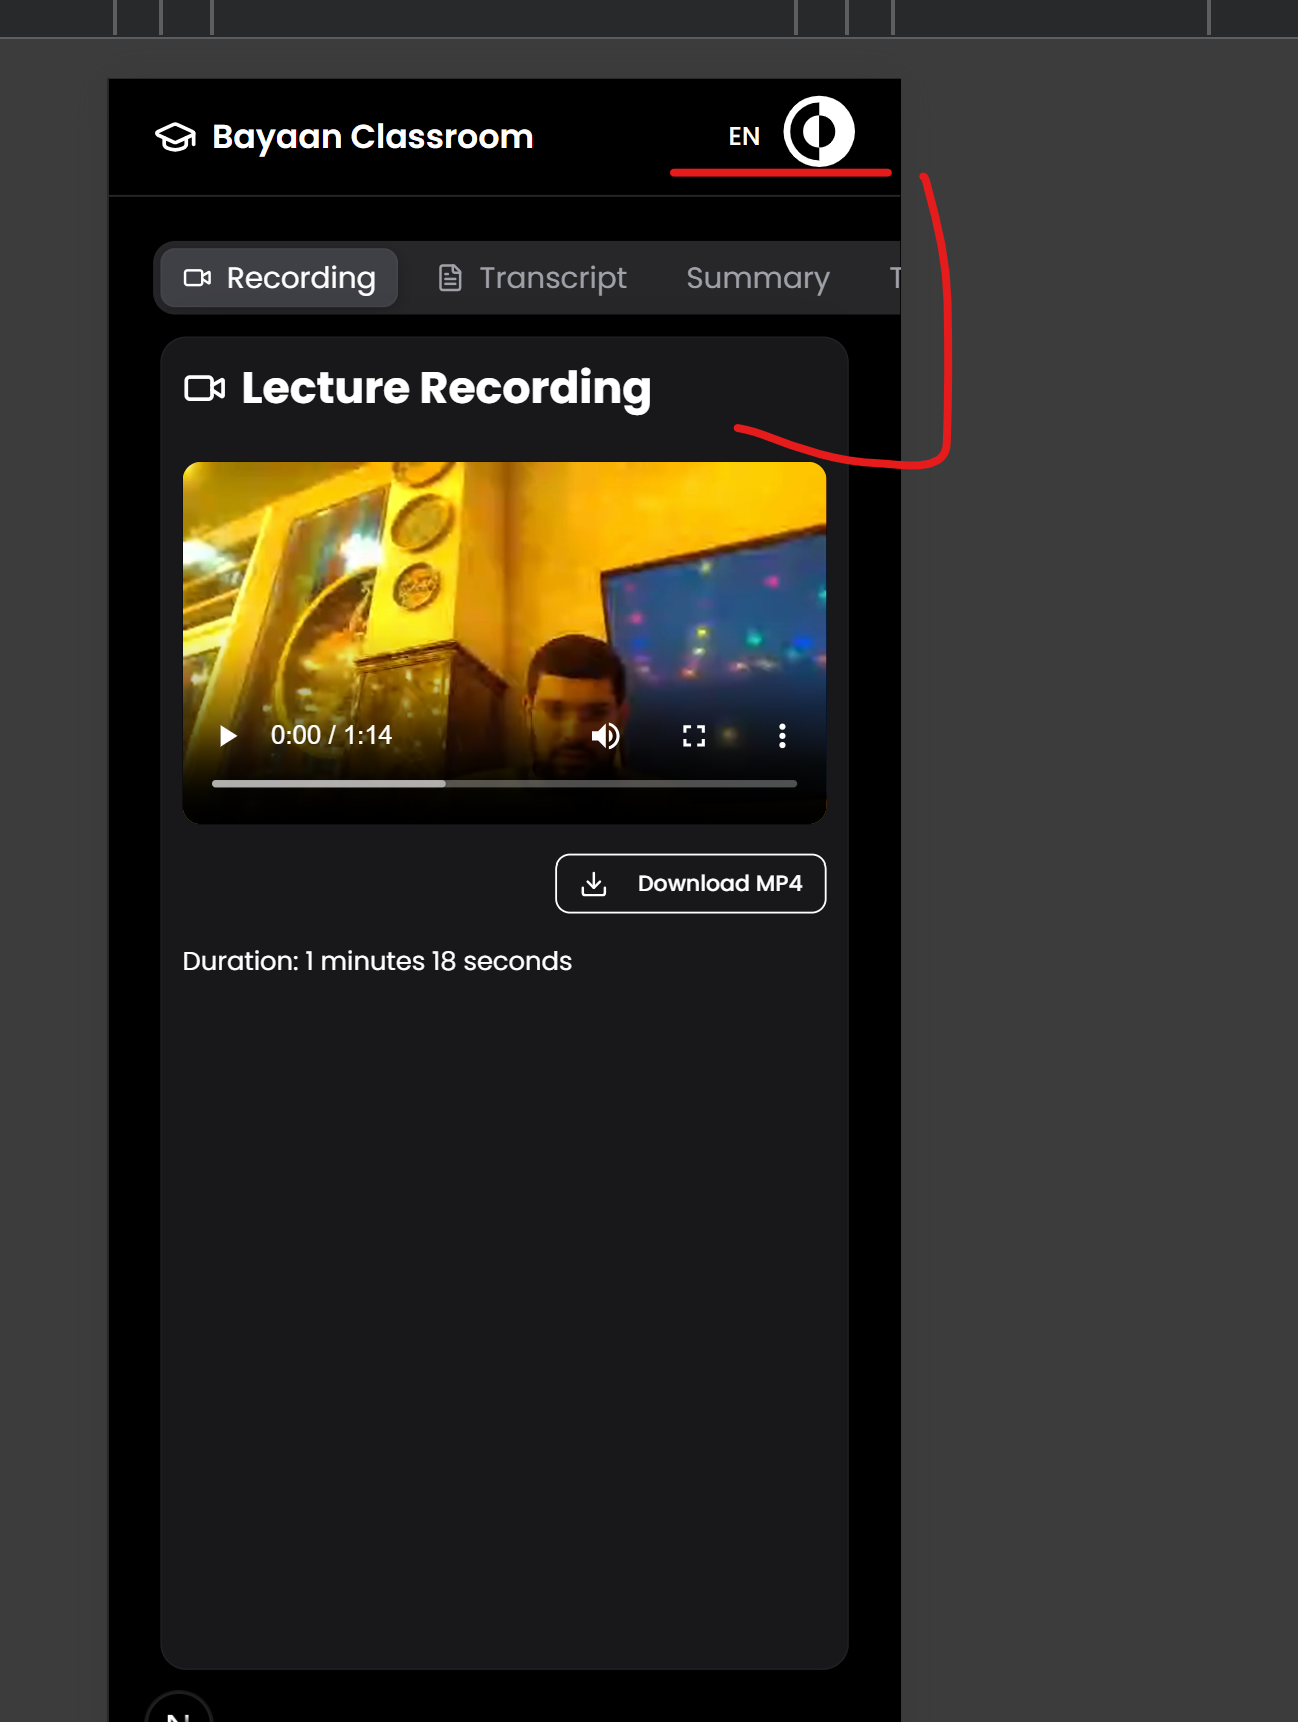 Bayaan Classroom
EN
Recording Transcript Summary T
Lecture Recording
0:00 / 1:14
Download MP4
Duration: 1 minutes 18 seconds
N